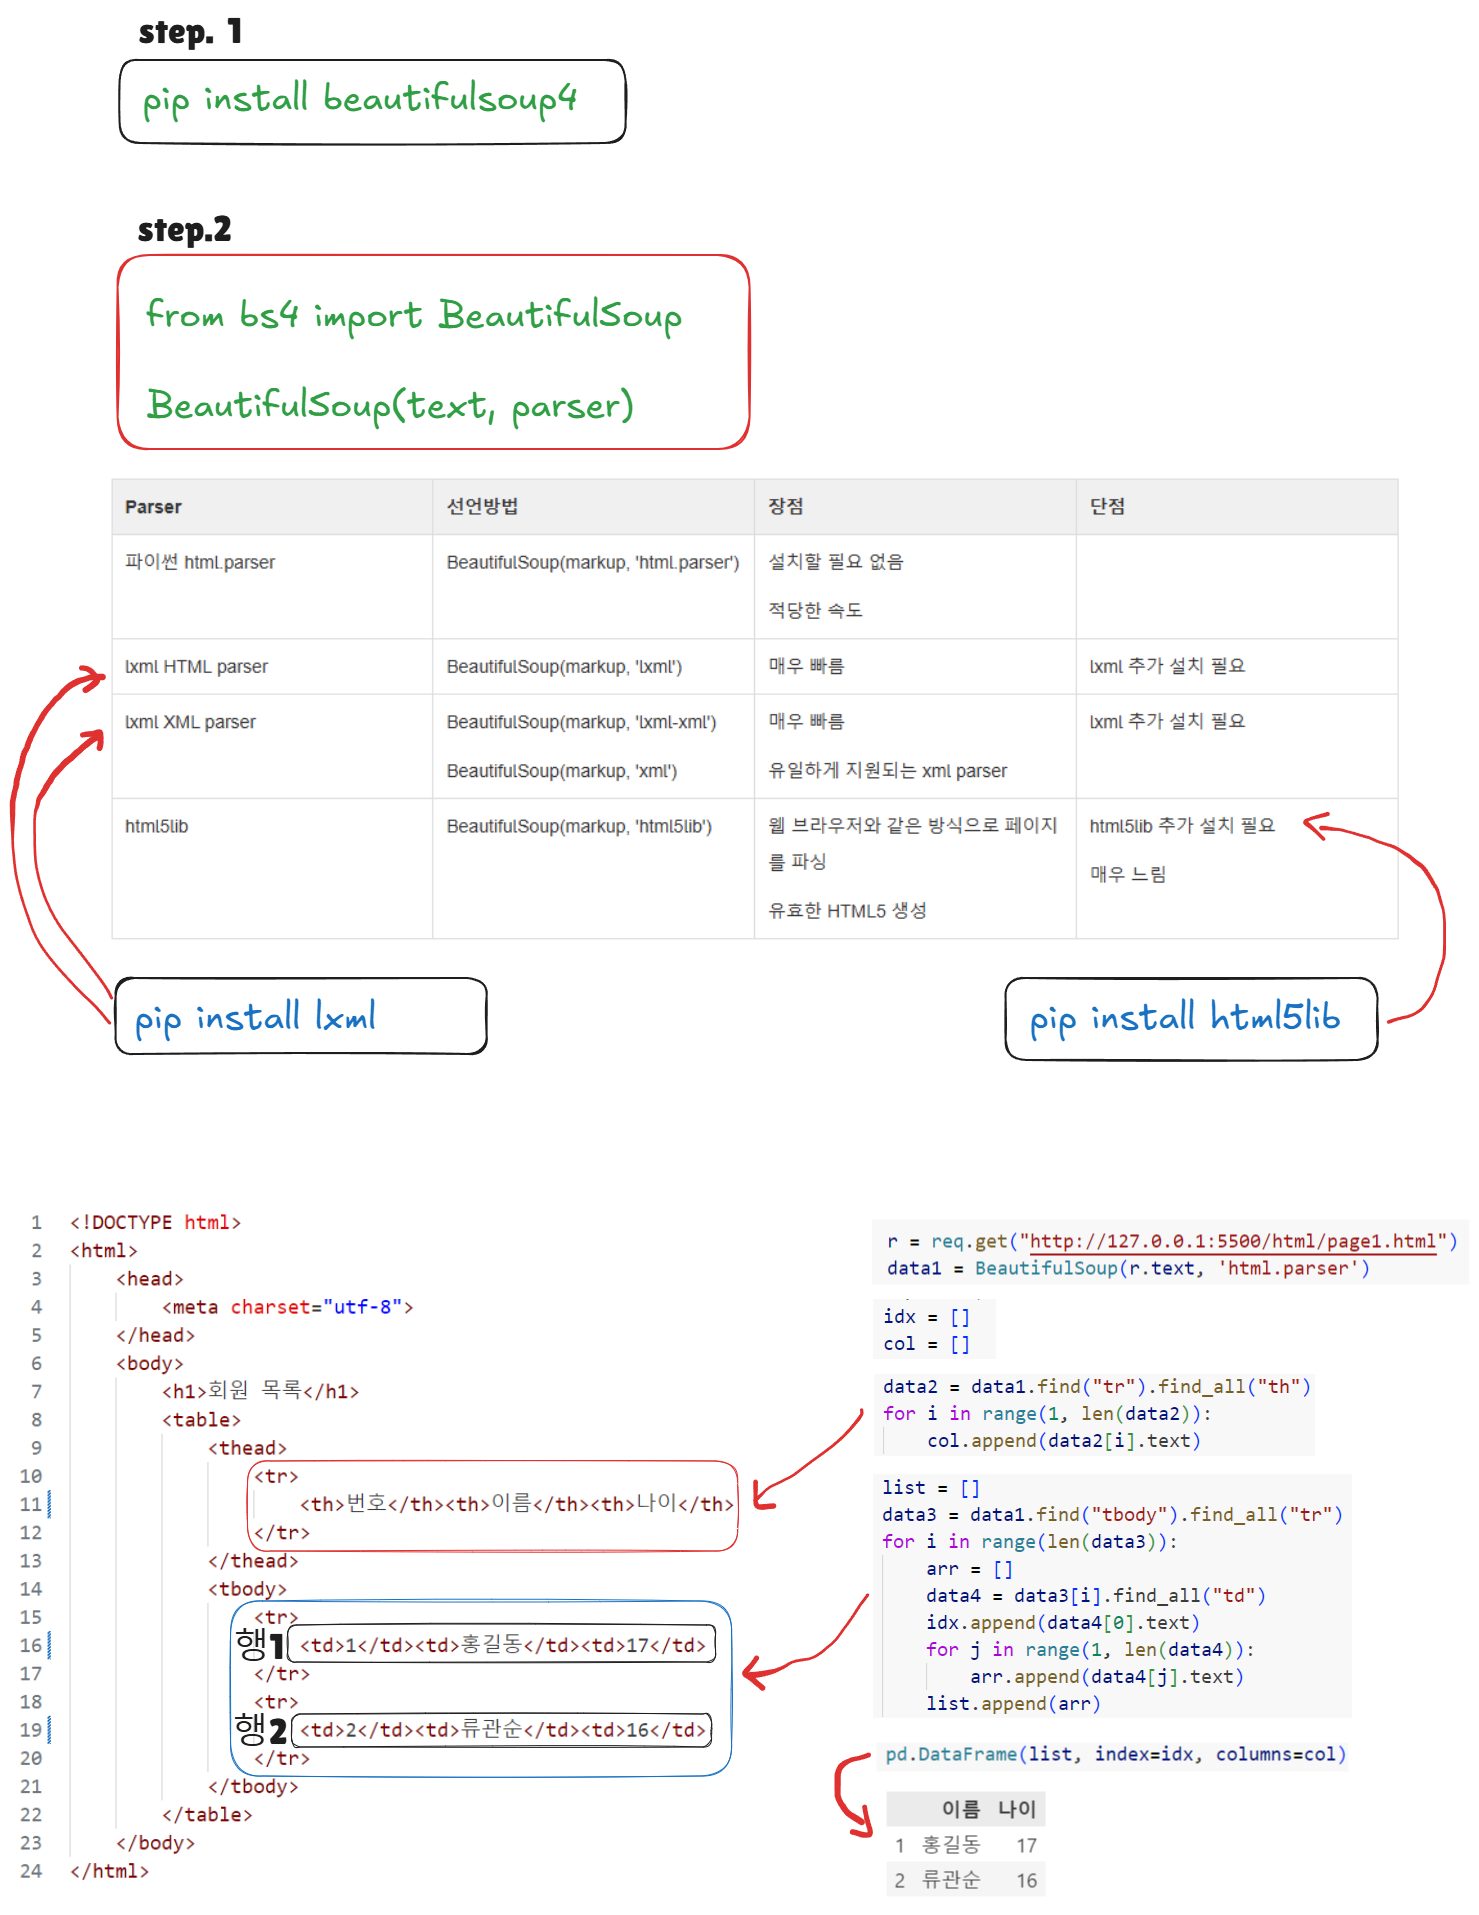 step. 1
pip install beautifulsoup4
step.2
from bs4 import BeautifulSoup
BeautifulSoup(text, parser)
Parser 선언방법 장점 단점
파이썬 html.parser BeautifulSoup(markup, 'html.parser') 설치할 필요 없음
적당한 속도
lxml HTML parser BeautifulSoup(markup, 'lxml') 매우 빠름 lxml 추가 설치 필요
lxml XML parser BeautifulSoup(markup, 'lxml-xml') 매우 빠름 lxml 추가 설치 필요
BeautifulSoup(markup, 'xml') 유일하게 지원되는 xml parser
html5lib BeautifulSoup(markup, 'html5lib') 웹 브라우저와 같은 방식으로 페이지 html5lib 추가 설치 필요
를 파싱
매우 느림
유효한 HTML5 생성
pip install lxml
pip install html5lib
1 <!DOCTYPE html>
2 <html>
3 <head>
4 <meta charset="utf-8">
5 </head>
6 <body>
7 <h1>회원 목록</h1>
8 <table>
9 <thead>
10 <tr>
11 <th>번호</th><th>이름</th><th>나이</th>
12 </tr>
13 </thead>
14 <tbody>
15 <tr>
16 행1 <td>1</td><td>홍길동</td><td>17</td>
17 </tr>
18 <tr>
19 행2 <td>2</td><td>류관순</td><td>16</td>
20 </tr>
21 </tbody>
22 </table>
23 </body>
24 </html>
r = req.get("http://127.0.0.1:5500/html/page1.html")
data1 = BeautifulSoup(r.text, 'html.parser')
idx = []
col = []
data2 = data1.find("tr").find_all("th")
for i in range(1, len(data2)):
col.append(data2[i].text)
list = []
data3 = data1.find("tbody").find_all("tr")
for i in range(len(data3)):
arr = []
data4 = data3[i].find_all("td")
idx.append(data4[0].text)
for j in range(1, len(data4)):
arr.append(data4[j].text)
list.append(arr)
pd.DataFrame(list, index=idx, columns=col)
이름 나이
1 홍길동 17
2 류관순 16